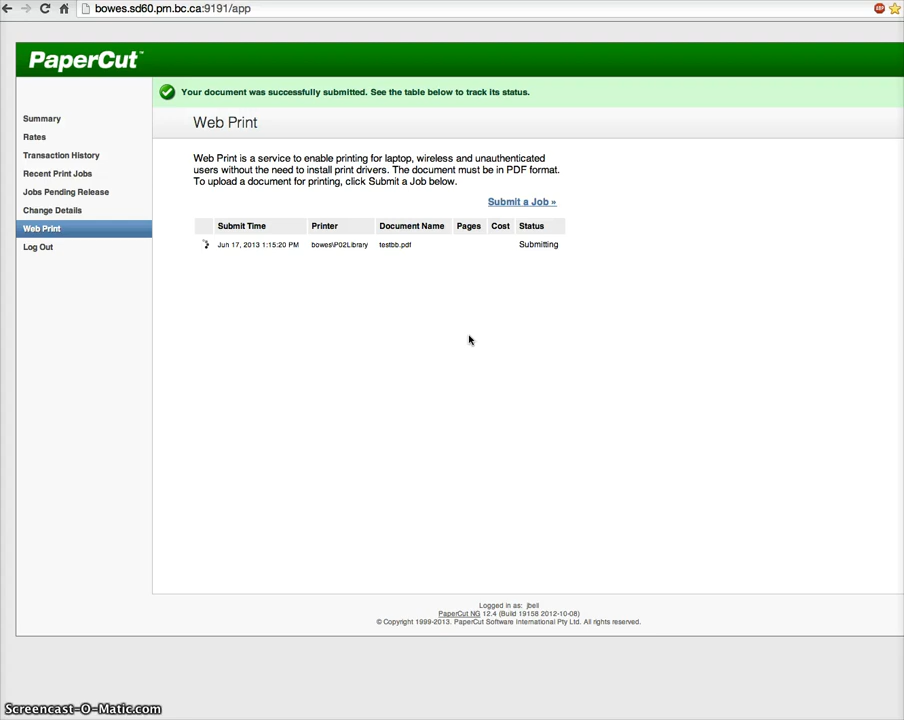 bowes.sd60.prn.bc.ca:9191/app
ABP
PaperCut™
Your document was successfully submitted. See the table below to track its status.
Web Print
Summary
Rates
Transaction History
Recent Print Jobs
Jobs Pending Release
Change Details
Web Print
Log Out
Web Print is a service to enable printing for laptop, wireless and unauthenticated
users without the need to install print drivers. The document must be in PDF format.
To upload a document for printing, click Submit a Job below.
Submit a Job »
Submit Time Printer Document Name Pages Cost Status
Jun 17, 2013 1:15:20 PM bowes\P02Library testbb.pdf Submitting
Logged in as: jbell
PaperCut NG 12.4 (Build 19158 2012-10-08)
© Copyright 1999-2013. PaperCut Software International Pty Ltd. All rights reserved.
Screencast-O-Matic.com